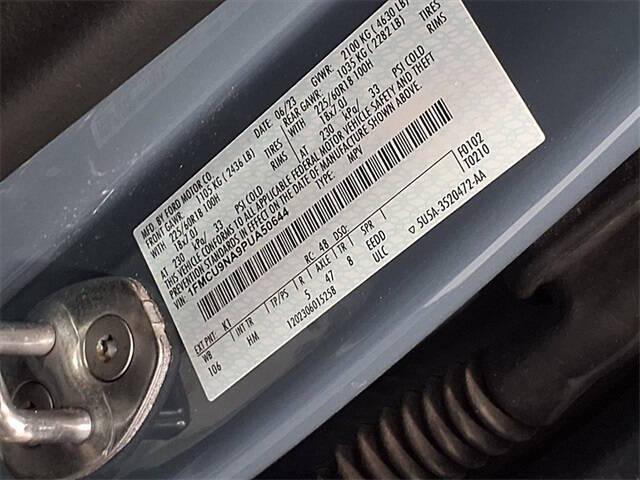 MFD. BY FORD MOTOR CO. DATE: 06/23 GVWR: 2100 KG ( 4630 LB)
FRONT GAWR: 1105 KG ( 2436 LB) REAR GAWR: 1035 KG ( 2282 LB)
225/60R18 100H TIRES WITH 225/60R18 100H TIRES
18x7.0J RIMS 18x7.0J RIMS
AT 230 kPa/ 33 PSI COLD AT 230 kPa/ 33 PSI COLD
THIS VEHICLE CONFORMS TO ALL APPLICABLE FEDERAL MOTOR VEHICLE SAFETY AND THEFT
PREVENTION STANDARDS IN EFFECT ON THE DATE OF MANUFACTURE SHOWN ABOVE.
VIN: 1FMCU9NA9PUA50644 TYPE: MPV
EXT PNT: K1 RC: 48 DSO: F0102
WB INT TR TP/PS R AXLE TR SPR T0210
106 HM S 47 8 EEDD
120230601525B ULC 5U5A-3520472-AA